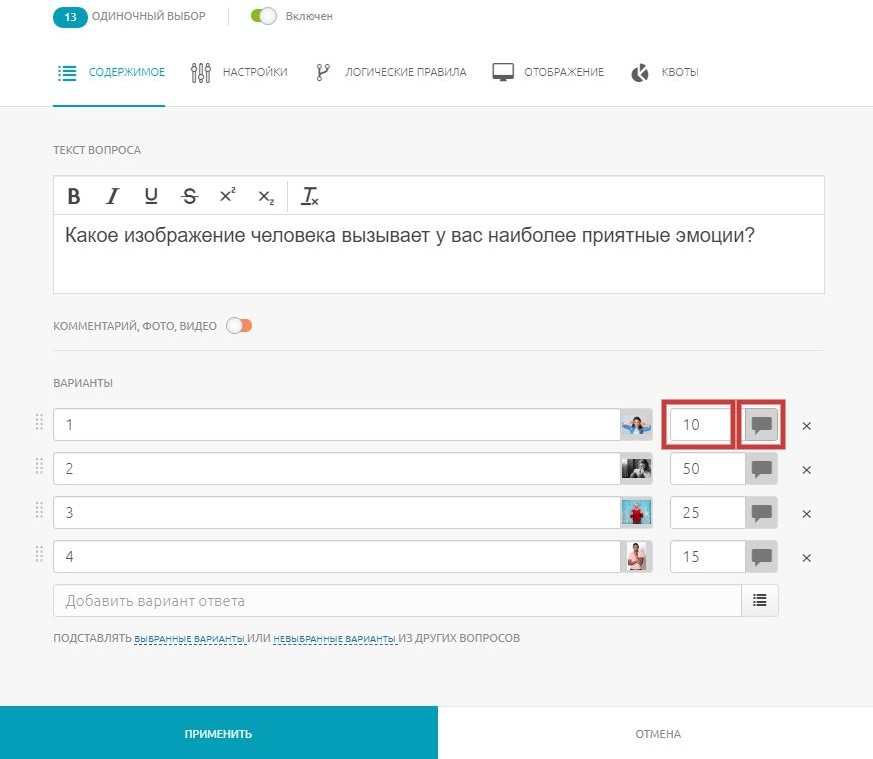 13 ОДИНОЧНЫЙ ВЫБОР Включен
СОДЕРЖИМОЕ НАСТРОЙКИ ЛОГИЧЕСКИЕ ПРАВИЛА ОТОБРАЖЕНИЕ КВОТЫ
ТЕКСТ ВОПРОСА
B I U S x² x₂ Tx
Какое изображение человека вызывает у вас наиболее приятные эмоции?
КОММЕНТАРИЙ, ФОТО, ВИДЕО
ВАРИАНТЫ
1 10 ×
2 50 ×
3 25 ×
4 15 ×
Добавить вариант ответа
ПОДСТАВЛЯТЬ ВЫБРАННЫЕ ВАРИАНТЫ ИЛИ НЕВЫБРАННЫЕ ВАРИАНТЫ ИЗ ДРУГИХ ВОПРОСОВ
ПРИМЕНИТЬ ОТМЕНА